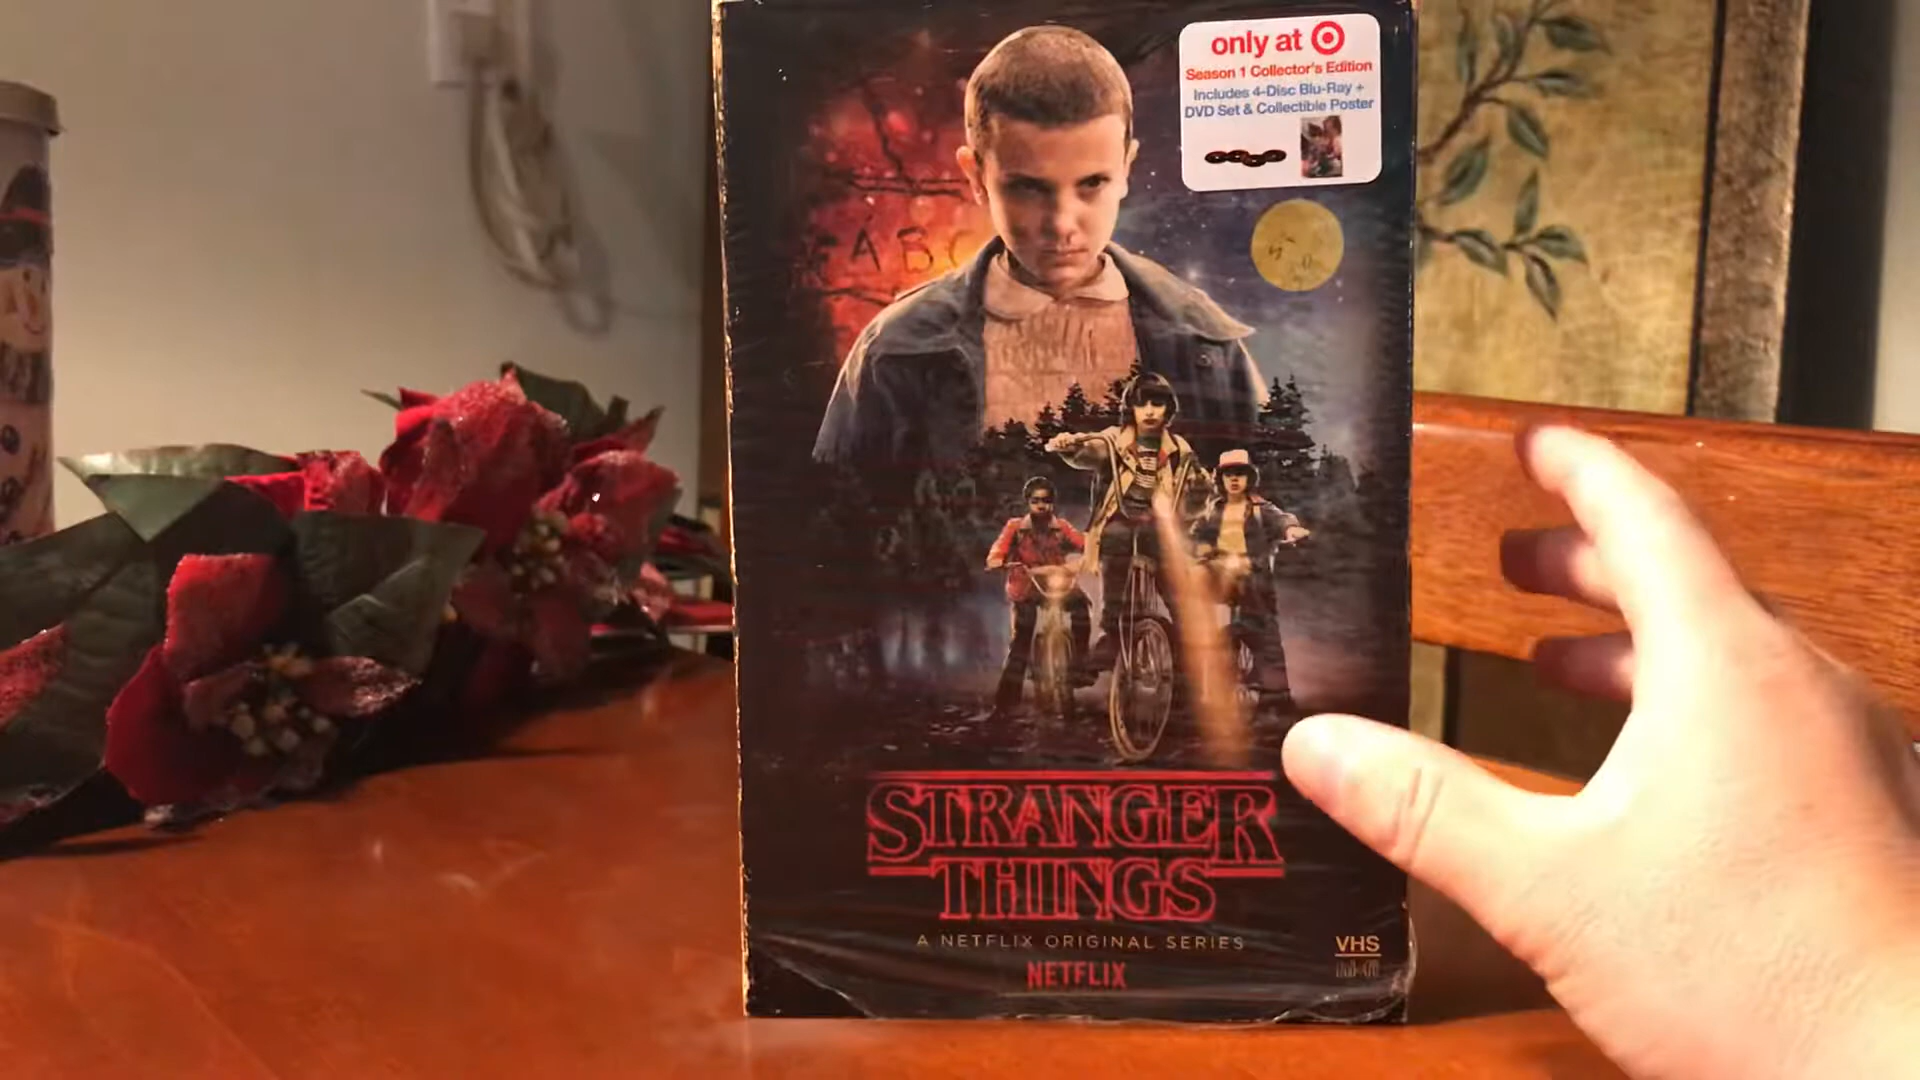 only at
Season 1 Collector's Edition
Includes 4-Disc Blu-Ray +
DVD Set & Collectible Poster
ABC
STRANGER
THINGS
A NETFLIX ORIGINAL SERIES
NETFLIX
VHS